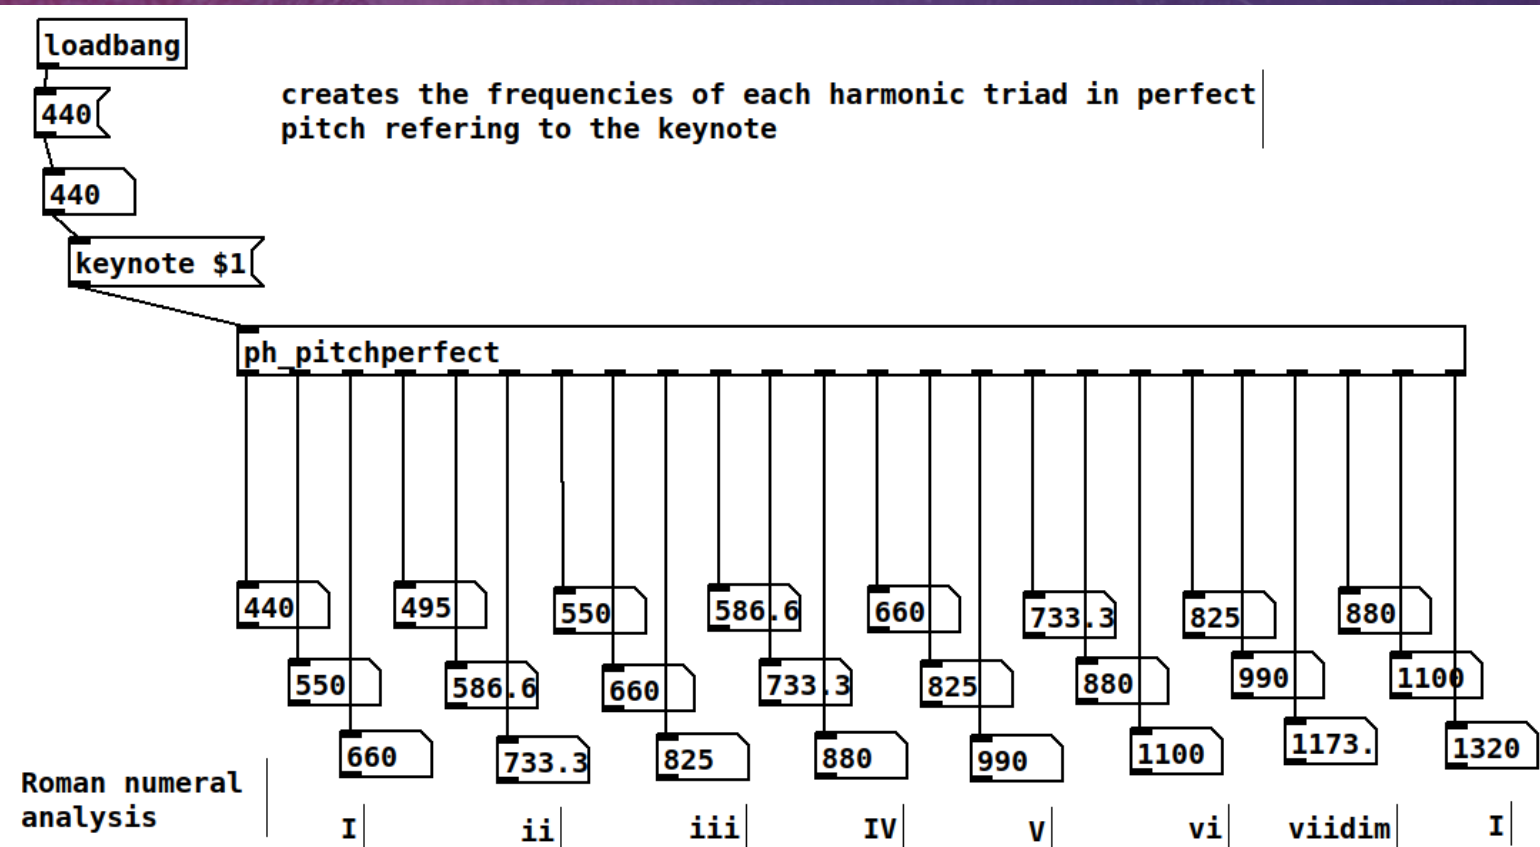 loadbang
440
creates the frequencies of each harmonic triad in perfect
pitch refering to the keynote
440
keynote $1
ph_pitchperfect
440 495 550 586.6 660 733.3 825 880
550 586.6 660 733.3 825 880 990 1100
660 733.3 825 880 990 1100 1173. 1320
Roman numeral
analysis
I ii iii IV V vi viidim I